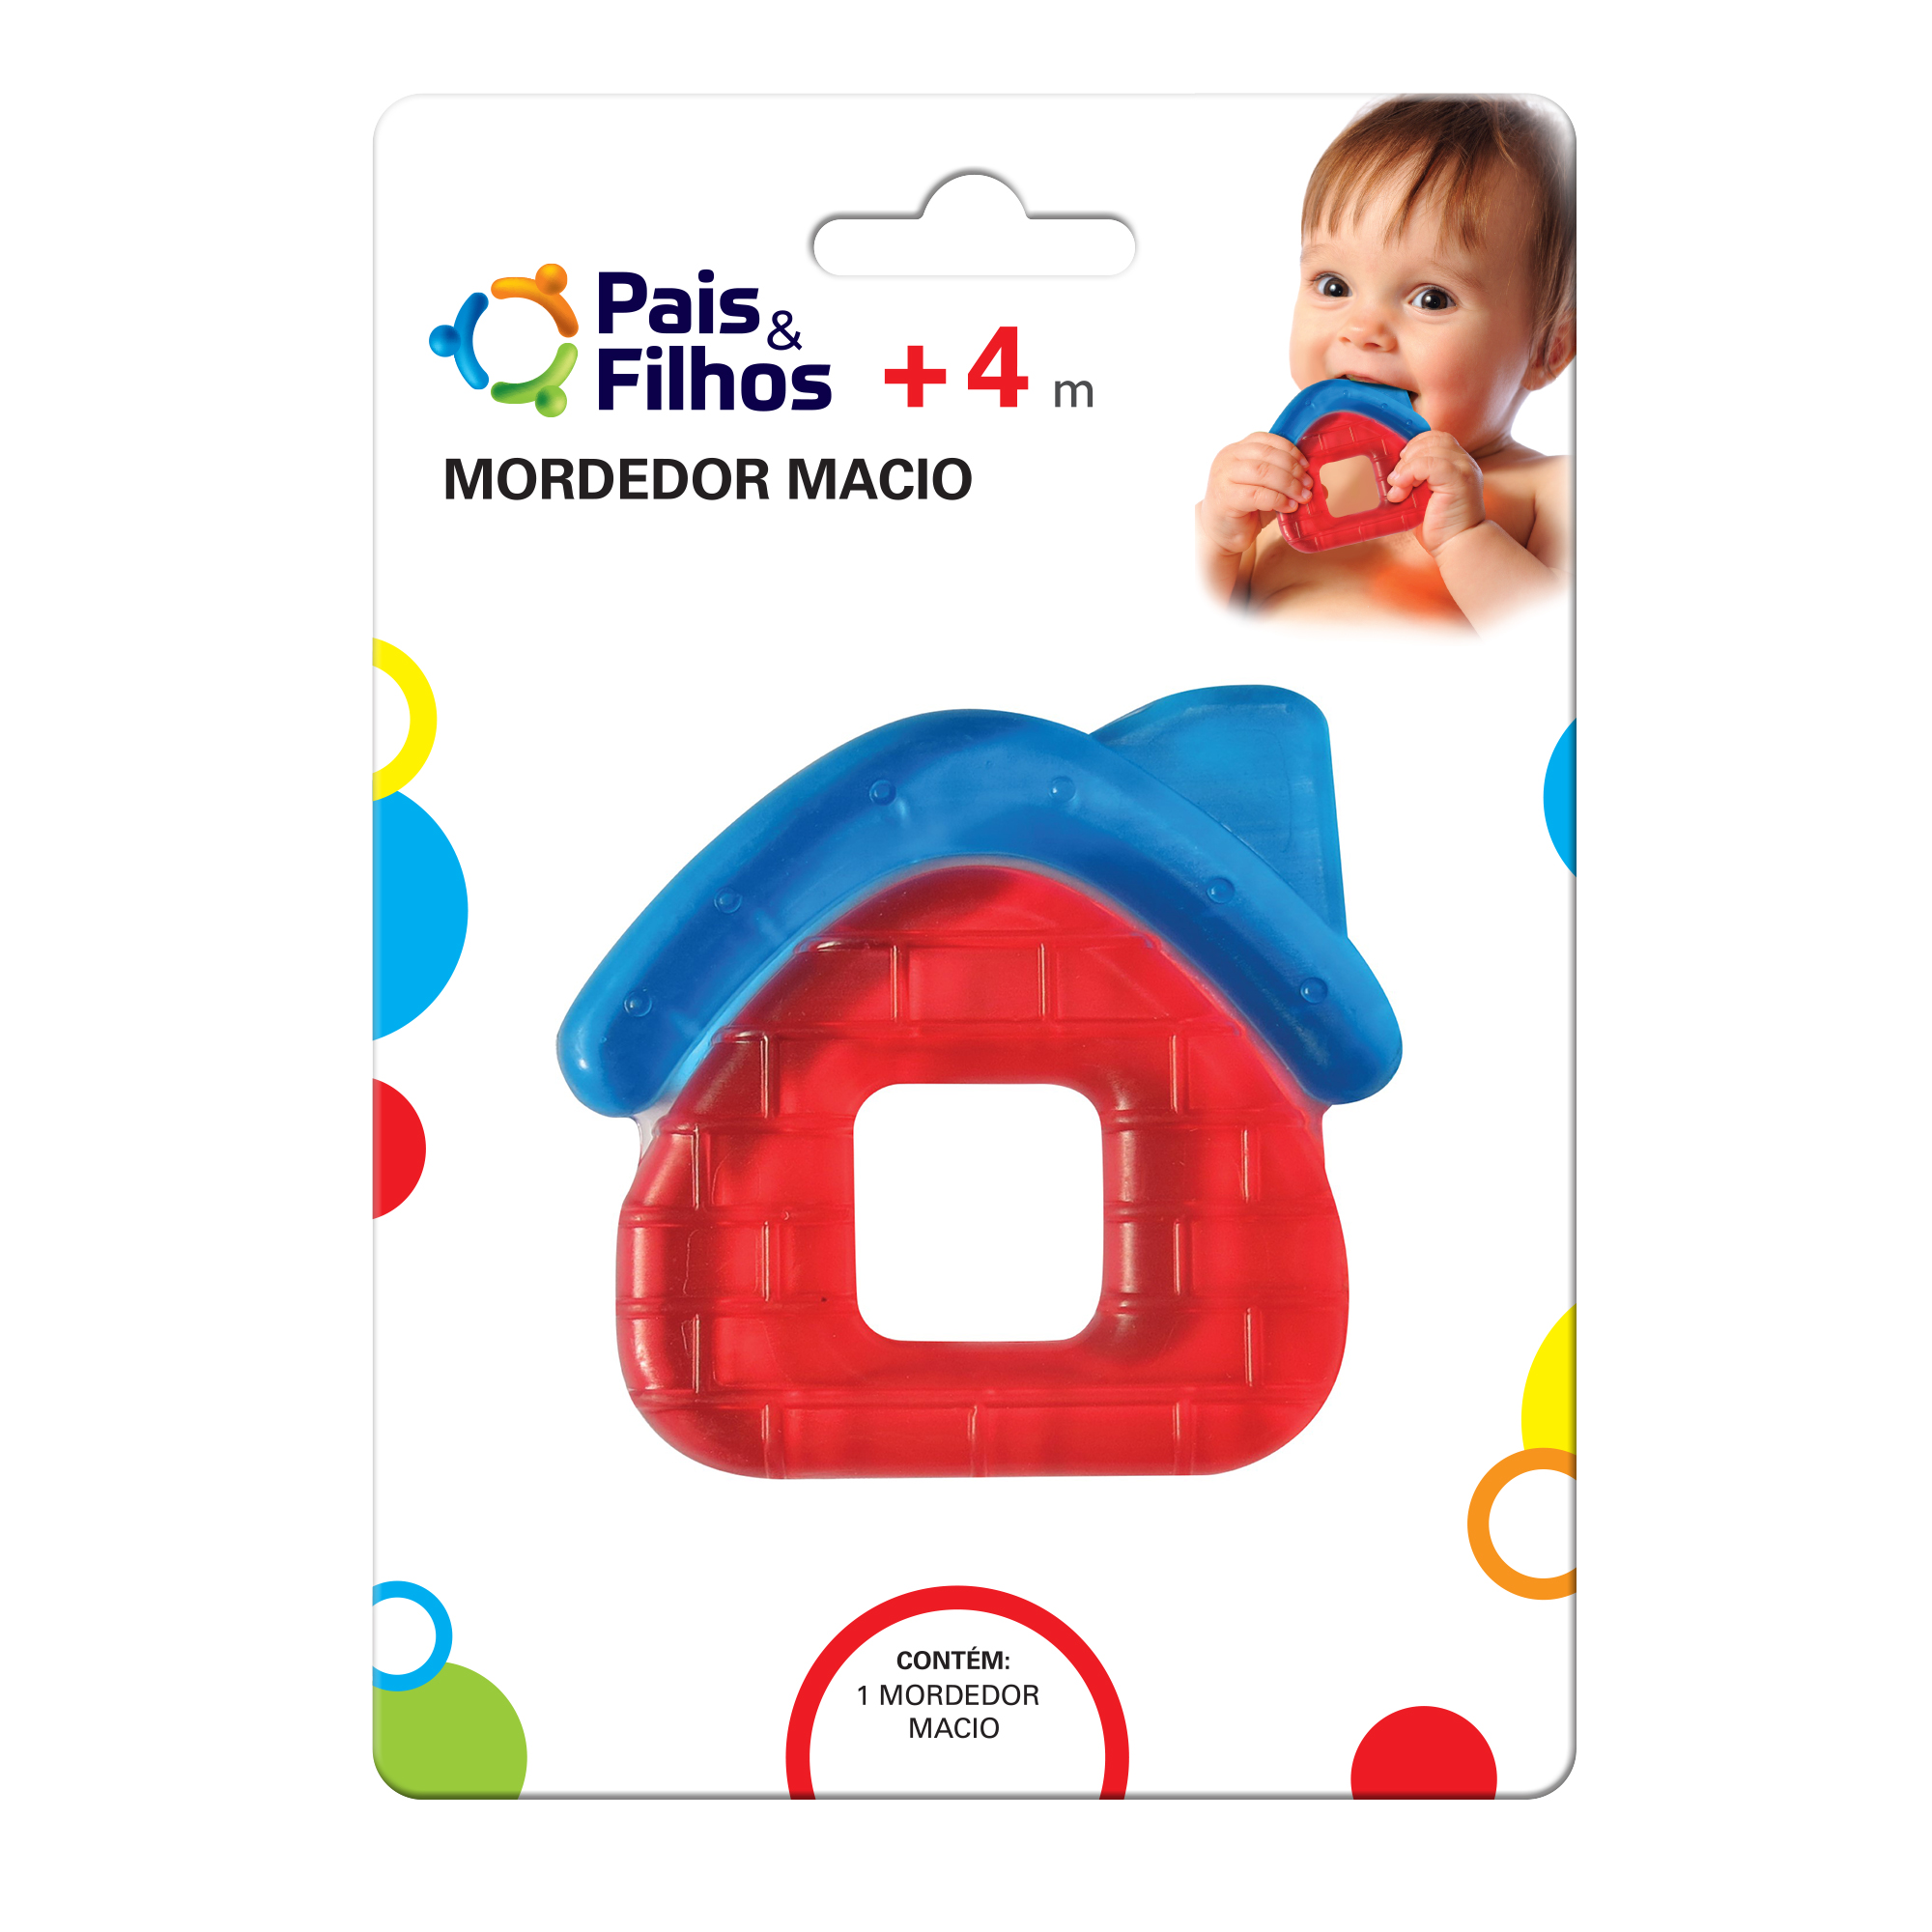 Pais &
Filhos
+4 m
MORDEDOR MACIO
CONTÉM:
1 MORDEDOR
MACIO